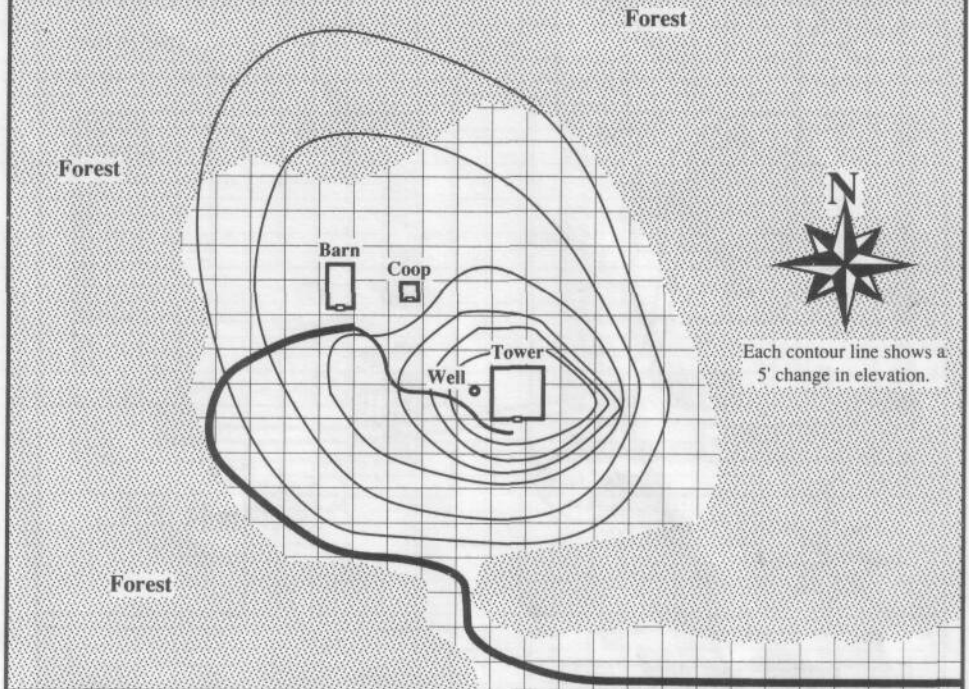 Forest
Forest
N
Barn
Coop
Each contour line shows a
5' change in elevation.
Tower
Well
Forest